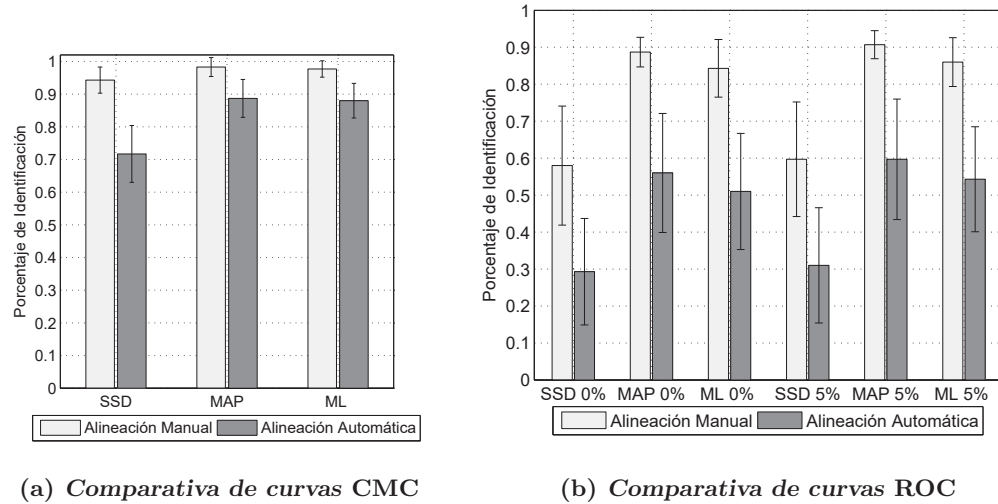 Porcentaje de Identificación
1
0.9
0.8
0.7
0.6
0.5
0.4
0.3
0.2
0.1
0
SSD MAP ML
Alineación Manual Alineación Automática
(a) Comparativa de curvas CMC
Porcentaje de Identificación
1
0.9
0.8
0.7
0.6
0.5
0.4
0.3
0.2
0.1
0
SSD 0% MAP 0% ML 0% SSD 5% MAP 5% ML 5%
Alineación Manual Alineación Automática
(b) Comparativa de curvas ROC